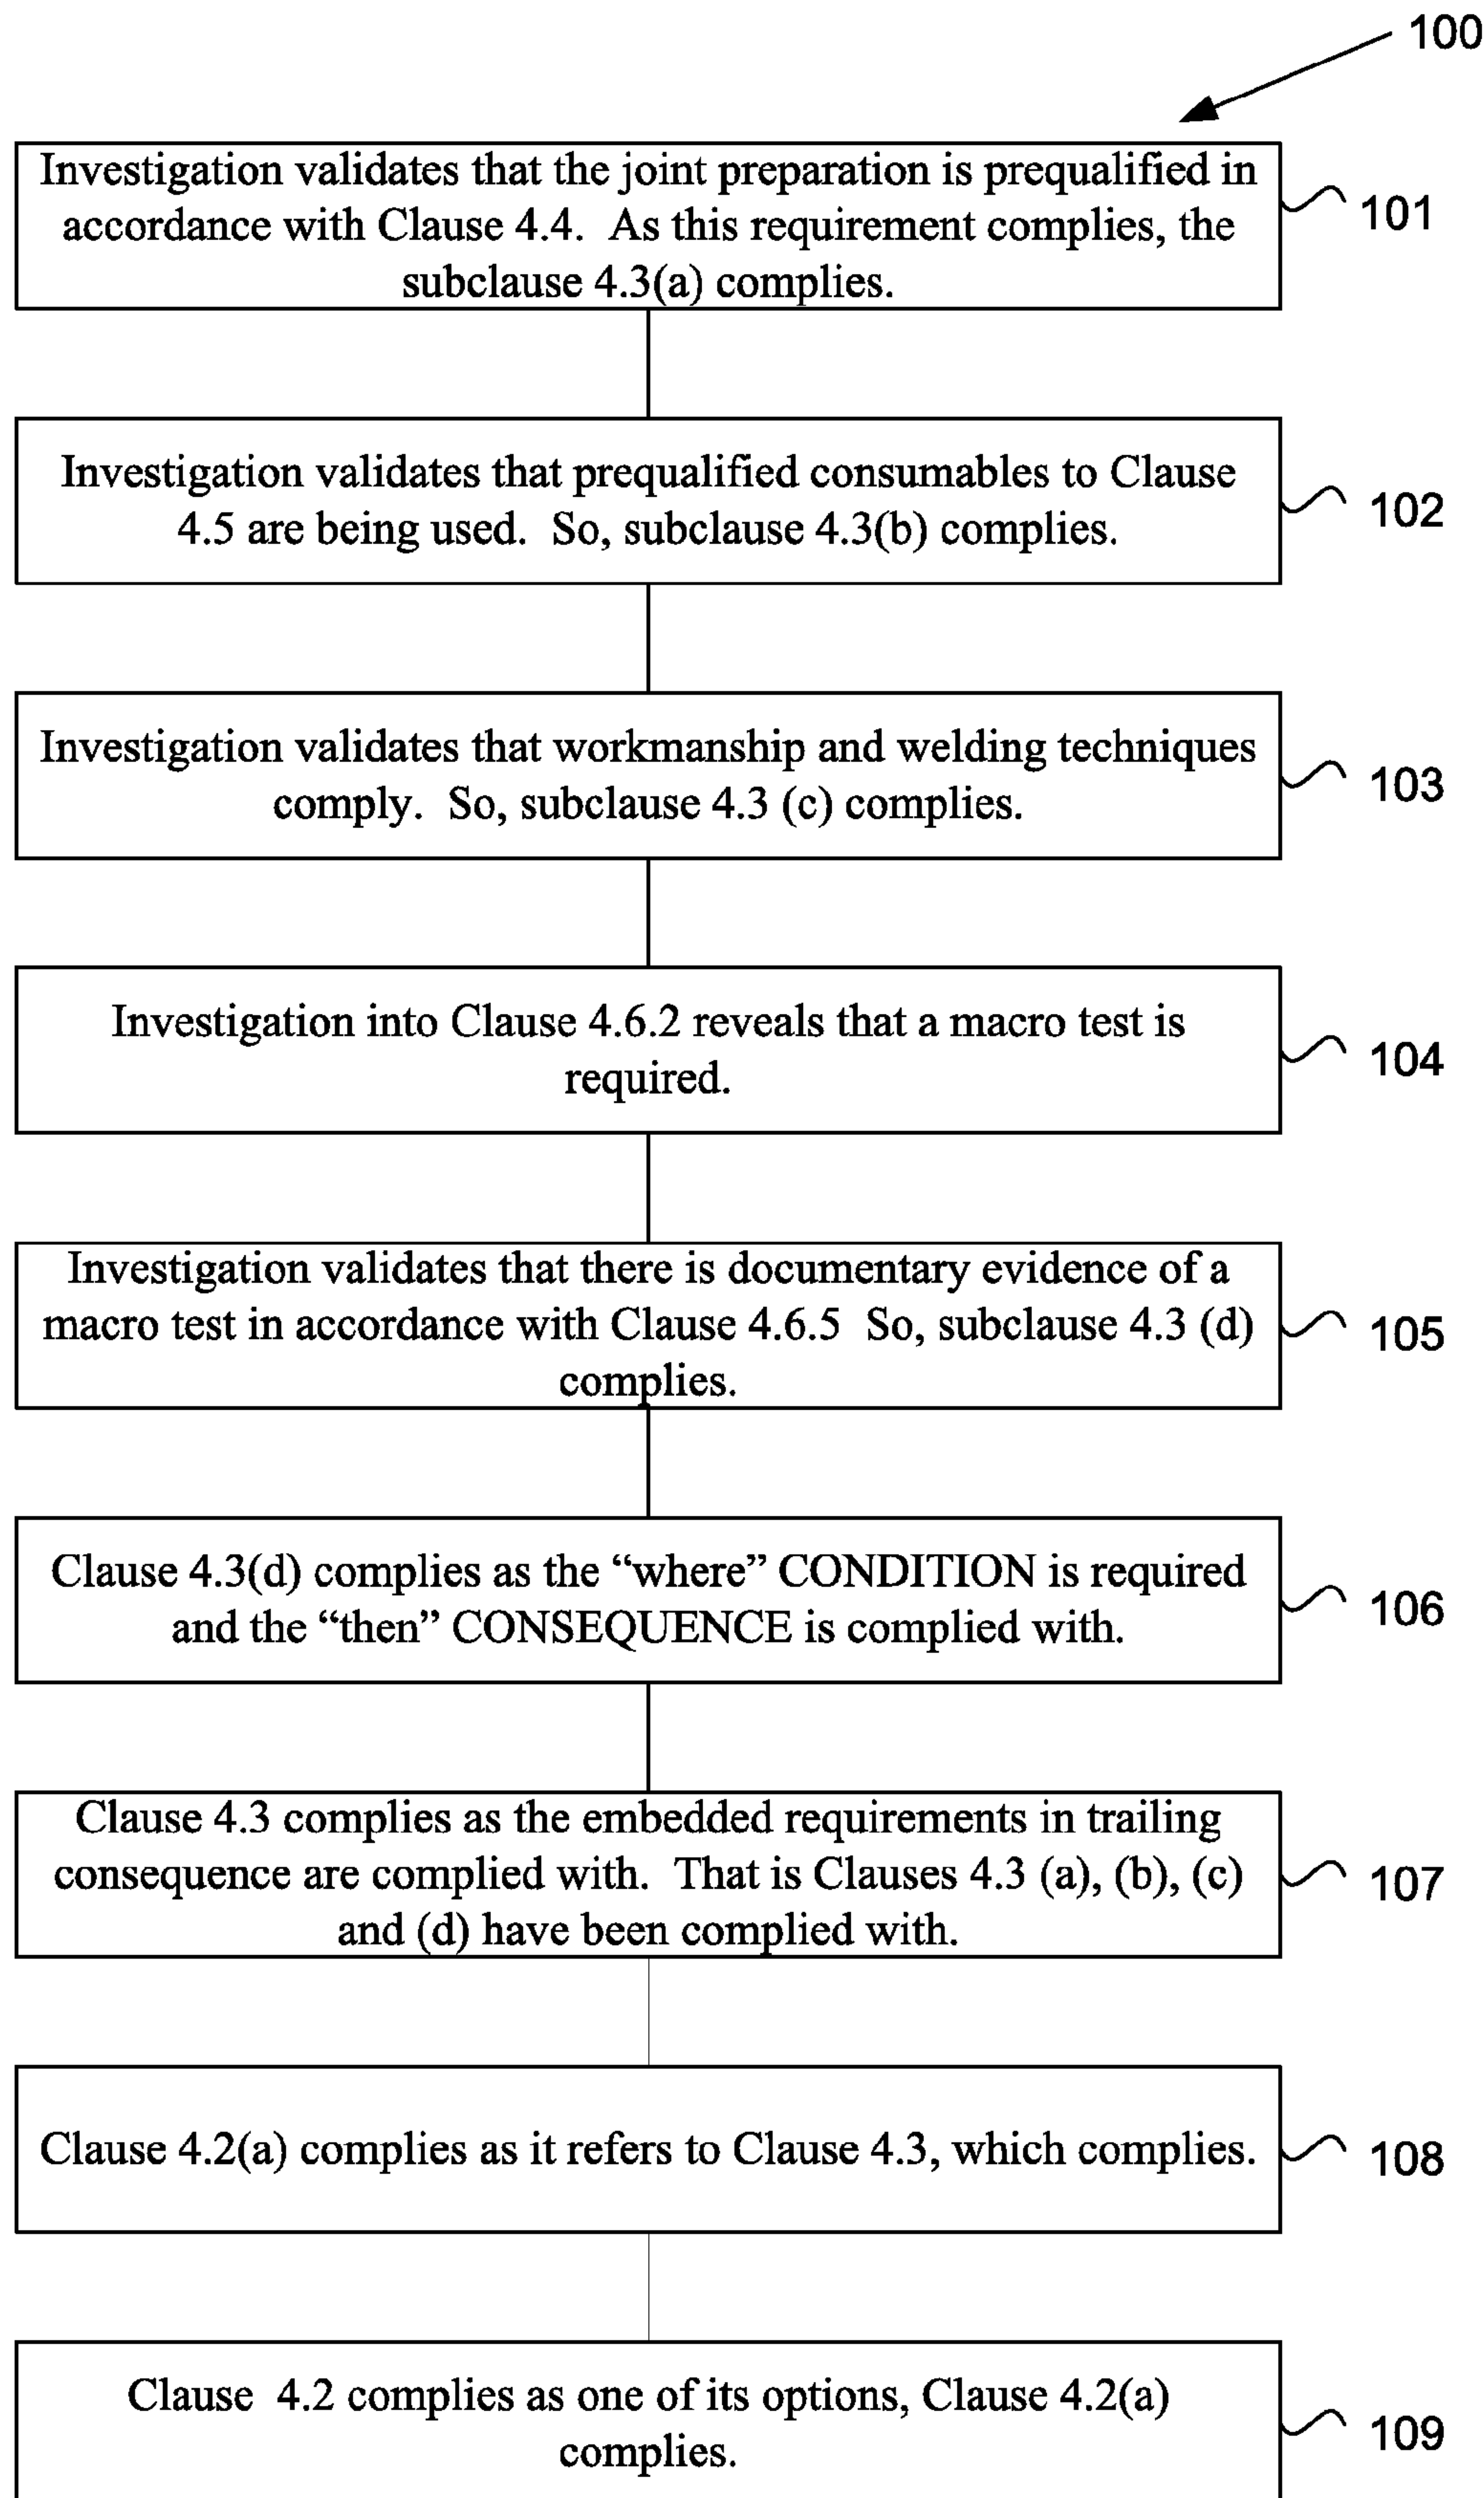 100
Investigation validates that the joint preparation is prequalified in
accordance with Clause 4.4.  As this requirement complies, the
subclause 4.3(a) complies.
101
Investigation validates that prequalified consumables to Clause
4.5 are being used.  So, subclause 4.3(b) complies.
102
Investigation validates that workmanship and welding techniques
comply.  So, subclause 4.3 (c) complies.
103
Investigation into Clause 4.6.2 reveals that a macro test is
required.
104
Investigation validates that there is documentary evidence of a
macro test in accordance with Clause 4.6.5  So, subclause 4.3 (d)
complies.
105
Clause 4.3(d) complies as the “where” CONDITION is required
and the “then” CONSEQUENCE is complied with.
106
Clause 4.3 complies as the embedded requirements in trailing
consequence are complied with.  That is Clauses 4.3 (a), (b), (c)
and (d) have been complied with.
107
Clause 4.2(a) complies as it refers to Clause 4.3, which complies.
108
Clause  4.2 complies as one of its options, Clause 4.2(a)
complies.
109